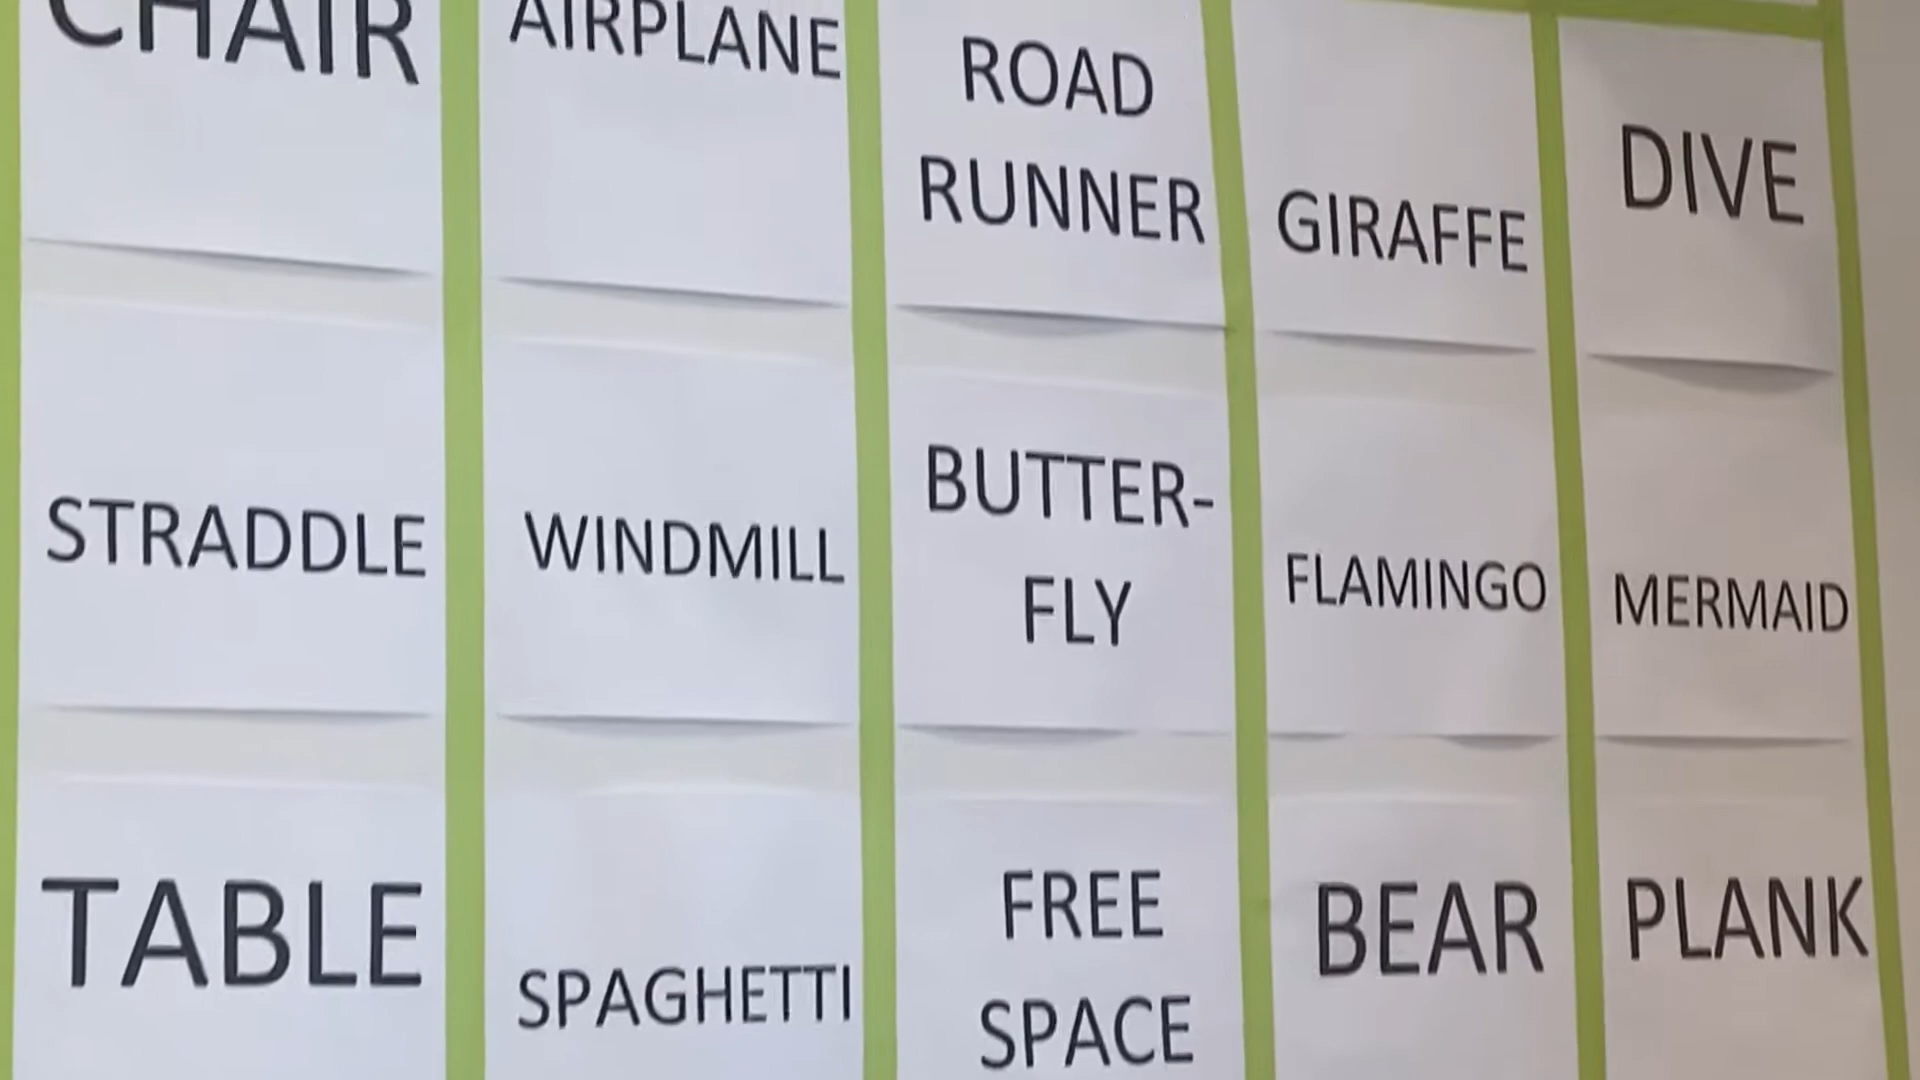 CHAIR
AIRPLANE
ROAD
RUNNER
GIRAFFE
DIVE
STRADDLE
WINDMILL
BUTTER-
FLY
FLAMINGO
MERMAID
TABLE
SPAGHETTI
FREE
SPACE
BEAR
PLANK